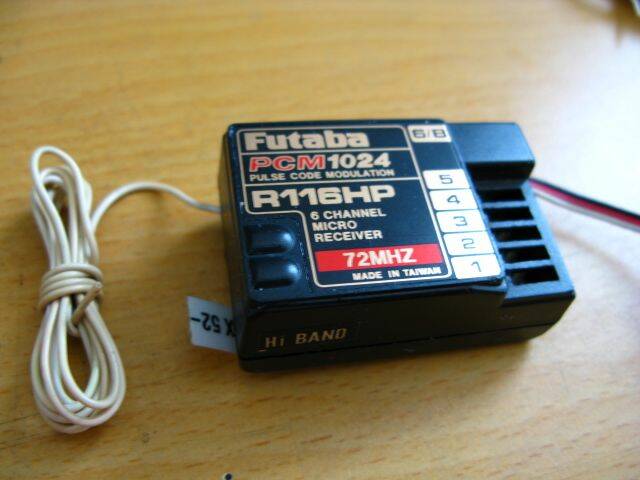 Futaba
6/B
PCM1024
PULSE CODE MODULATION
R116HP
6 CHANNEL
MICRO
RECEIVER
72MHZ
MADE IN TAIWAN
5
4
3
2
1
Hi BAND
X 52-